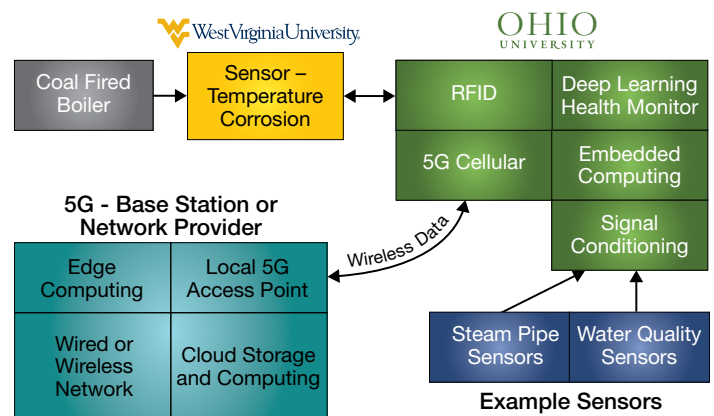 WestVirginiaUniversity.
OHIO
UNIVERSITY
Coal Fired
Boiler
Sensor –
Temperature
Corrosion
RFID
Deep Learning
Health Monitor
5G Cellular
Embedded
Computing
Signal
Conditioning
5G - Base Station or
Network Provider
Wireless Data
Edge
Computing
Local 5G
Access Point
Wired or
Wireless
Network
Cloud Storage
and Computing
Steam Pipe
Sensors
Water Quality
Sensors
Example Sensors